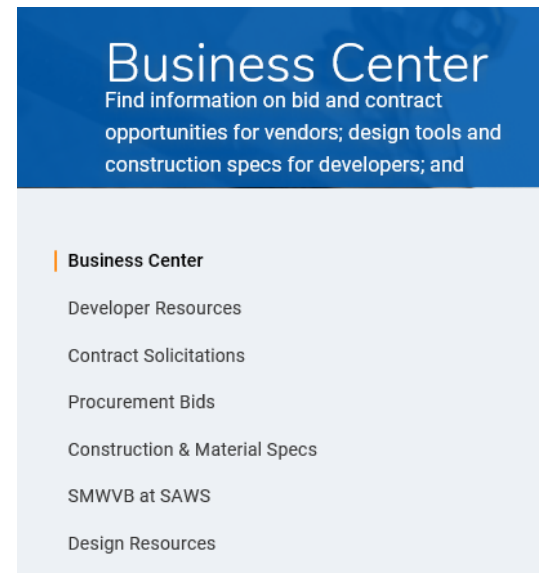 Business Center
Find information on bid and contract
opportunities for vendors; design tools and
construction specs for developers; and
Business Center
Developer Resources
Contract Solicitations
Procurement Bids
Construction & Material Specs
SMWVB at SAWS
Design Resources